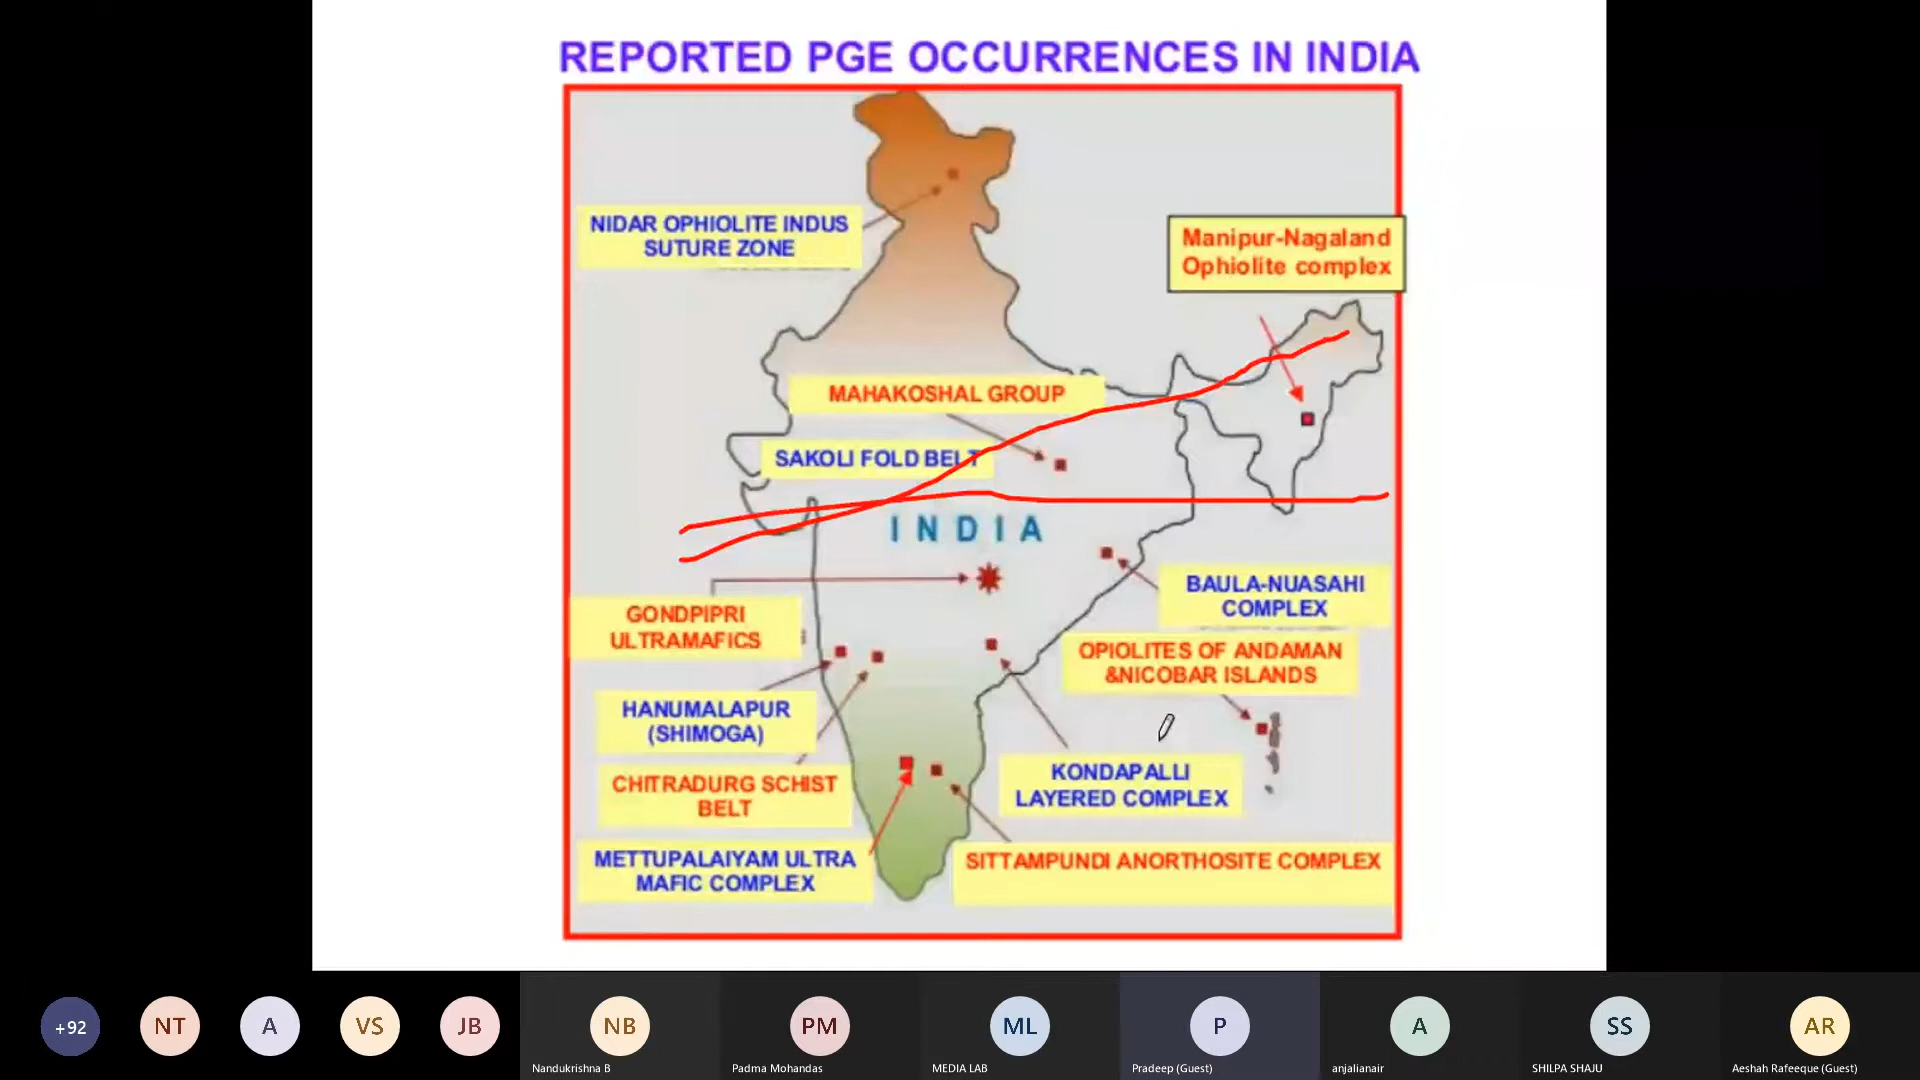 REPORTED PGE OCCURRENCES IN INDIA
NIDAR OPHIOLITE INDUS
SUTURE ZONE
Manipur-Nagaland
Ophiolite complex
MAHAKOSHAL GROUP
SAKOLI FOLD BELT
INDIA
GONDPIPRI
ULTRAMAFICS
BAULA-NUASAHI
COMPLEX
OPIOLITES OF ANDAMAN
&NICOBAR ISLANDS
HANUMALAPUR
(SHIMOGA)
CHITRADURG SCHIST
BELT
KONDAPALLI
LAYERED COMPLEX
METTUPALAIYAM ULTRA
MAFIC COMPLEX
SITTAMPUNDI ANORTHOSITE COMPLEX
+92
NT
A
VS
JB
NB
PM
ML
P
A
SS
AR
Nandukrishna B
Padma Mohandas
MEDIA LAB
Pradeep (Guest)
anjalianair
SHILPA SHAJU
Aeshah Rafeeque (Guest)